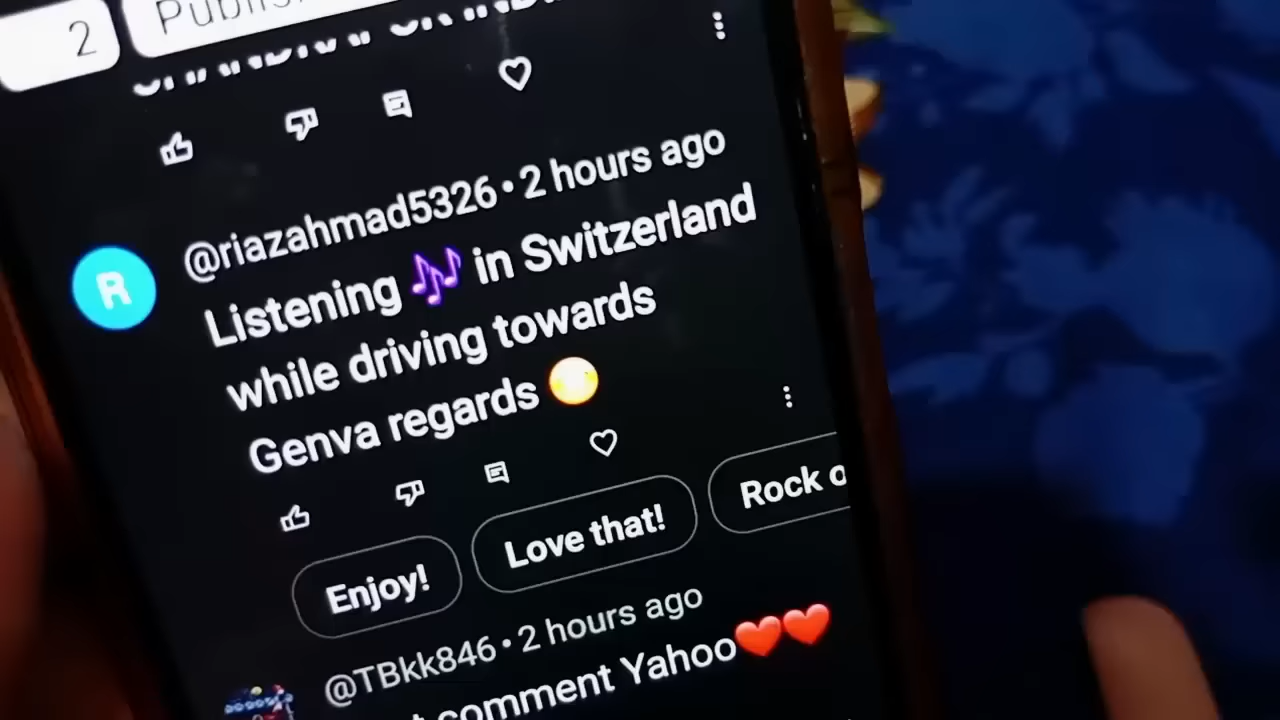 2
@riazahmad5326 • 2 hours ago
R
Listening 🎶 in Switzerland
while driving towards
Genva regards
Enjoy!
Love that!
Rock
@TBkk846 • 2 hours ago
comment Yahoo❤️❤️